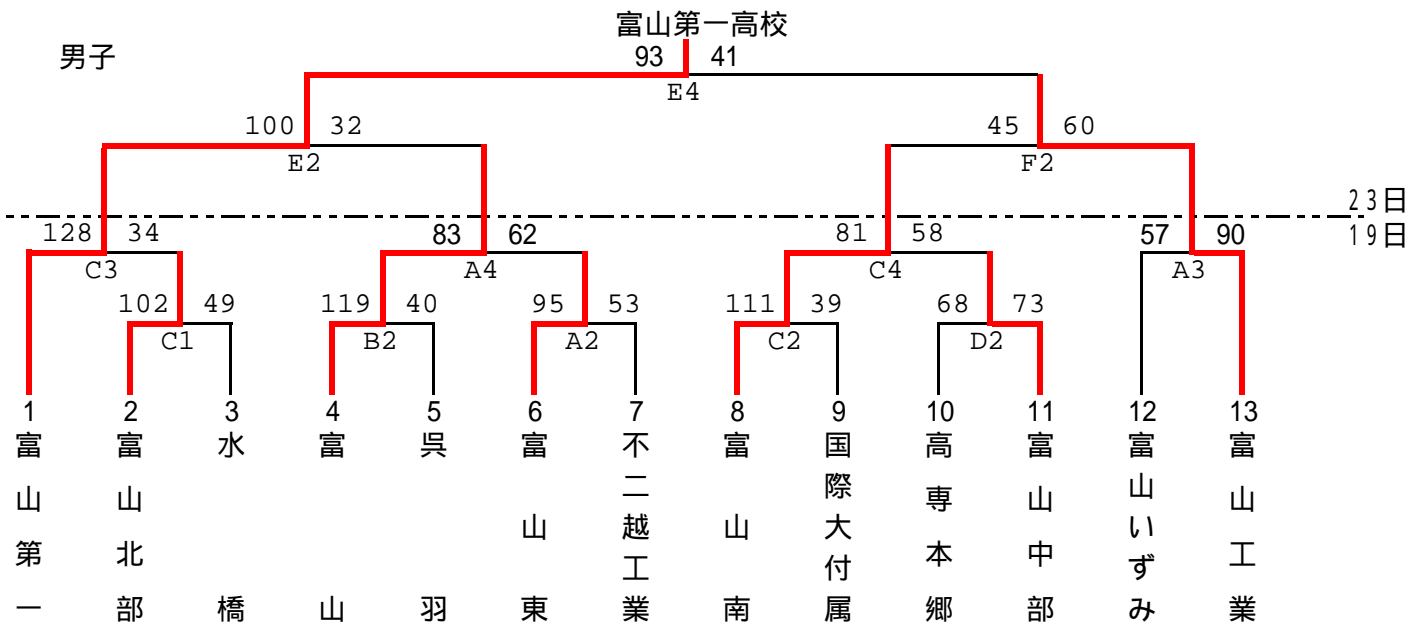 富山第一高校
男子
93 41
E4
100 32 45 60
E2 F2
23日
128 34 83 62 81 58 57 90 19日
C3 A4 C4 A3
102 49 119 40 95 53 111 39 68 73
C1 B2 A2 C2 D2
1 2 3 4 5 6 7 8 9 10 11 12 13
富山第一
富山北部
水橋
富山
呉羽
富山東
不二越工業
富山南
国際大付属
高専本郷
富山中部
富山いずみ
富山工業